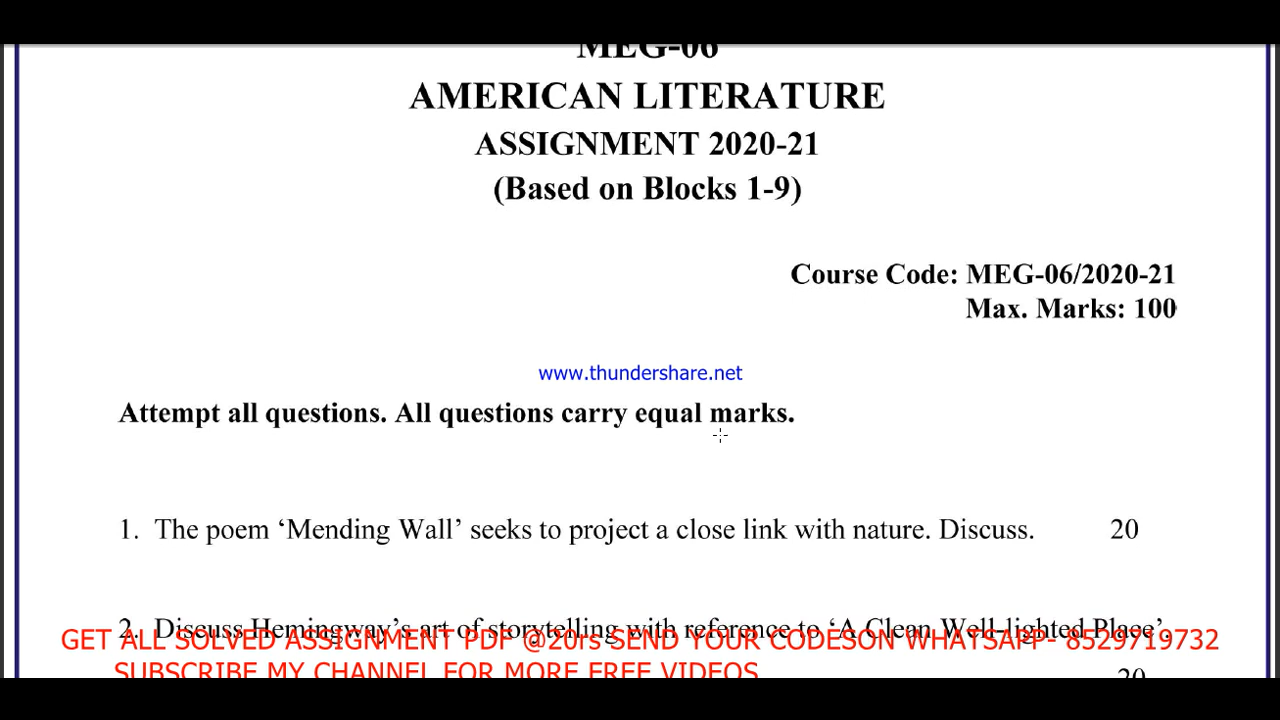 MEG-06
AMERICAN LITERATURE
ASSIGNMENT 2020-21
(Based on Blocks 1-9)
Course Code: MEG-06/2020-21
Max. Marks: 100
www.thundershare.net
Attempt all questions. All questions carry equal marks.
1. The poem ‘Mending Wall’ seeks to project a close link with nature. Discuss. 20
2. Discuss Hemingway’s art of storytelling with reference to ‘A Clean Well-lighted Place’.
GET ALL SOLVED ASSIGNMENT PDF @20rs SEND YOUR CODESON WHATSAPP- 8529719732
SUBSCRIBE MY CHANNEL FOR MORE FREE VIDEOS
20